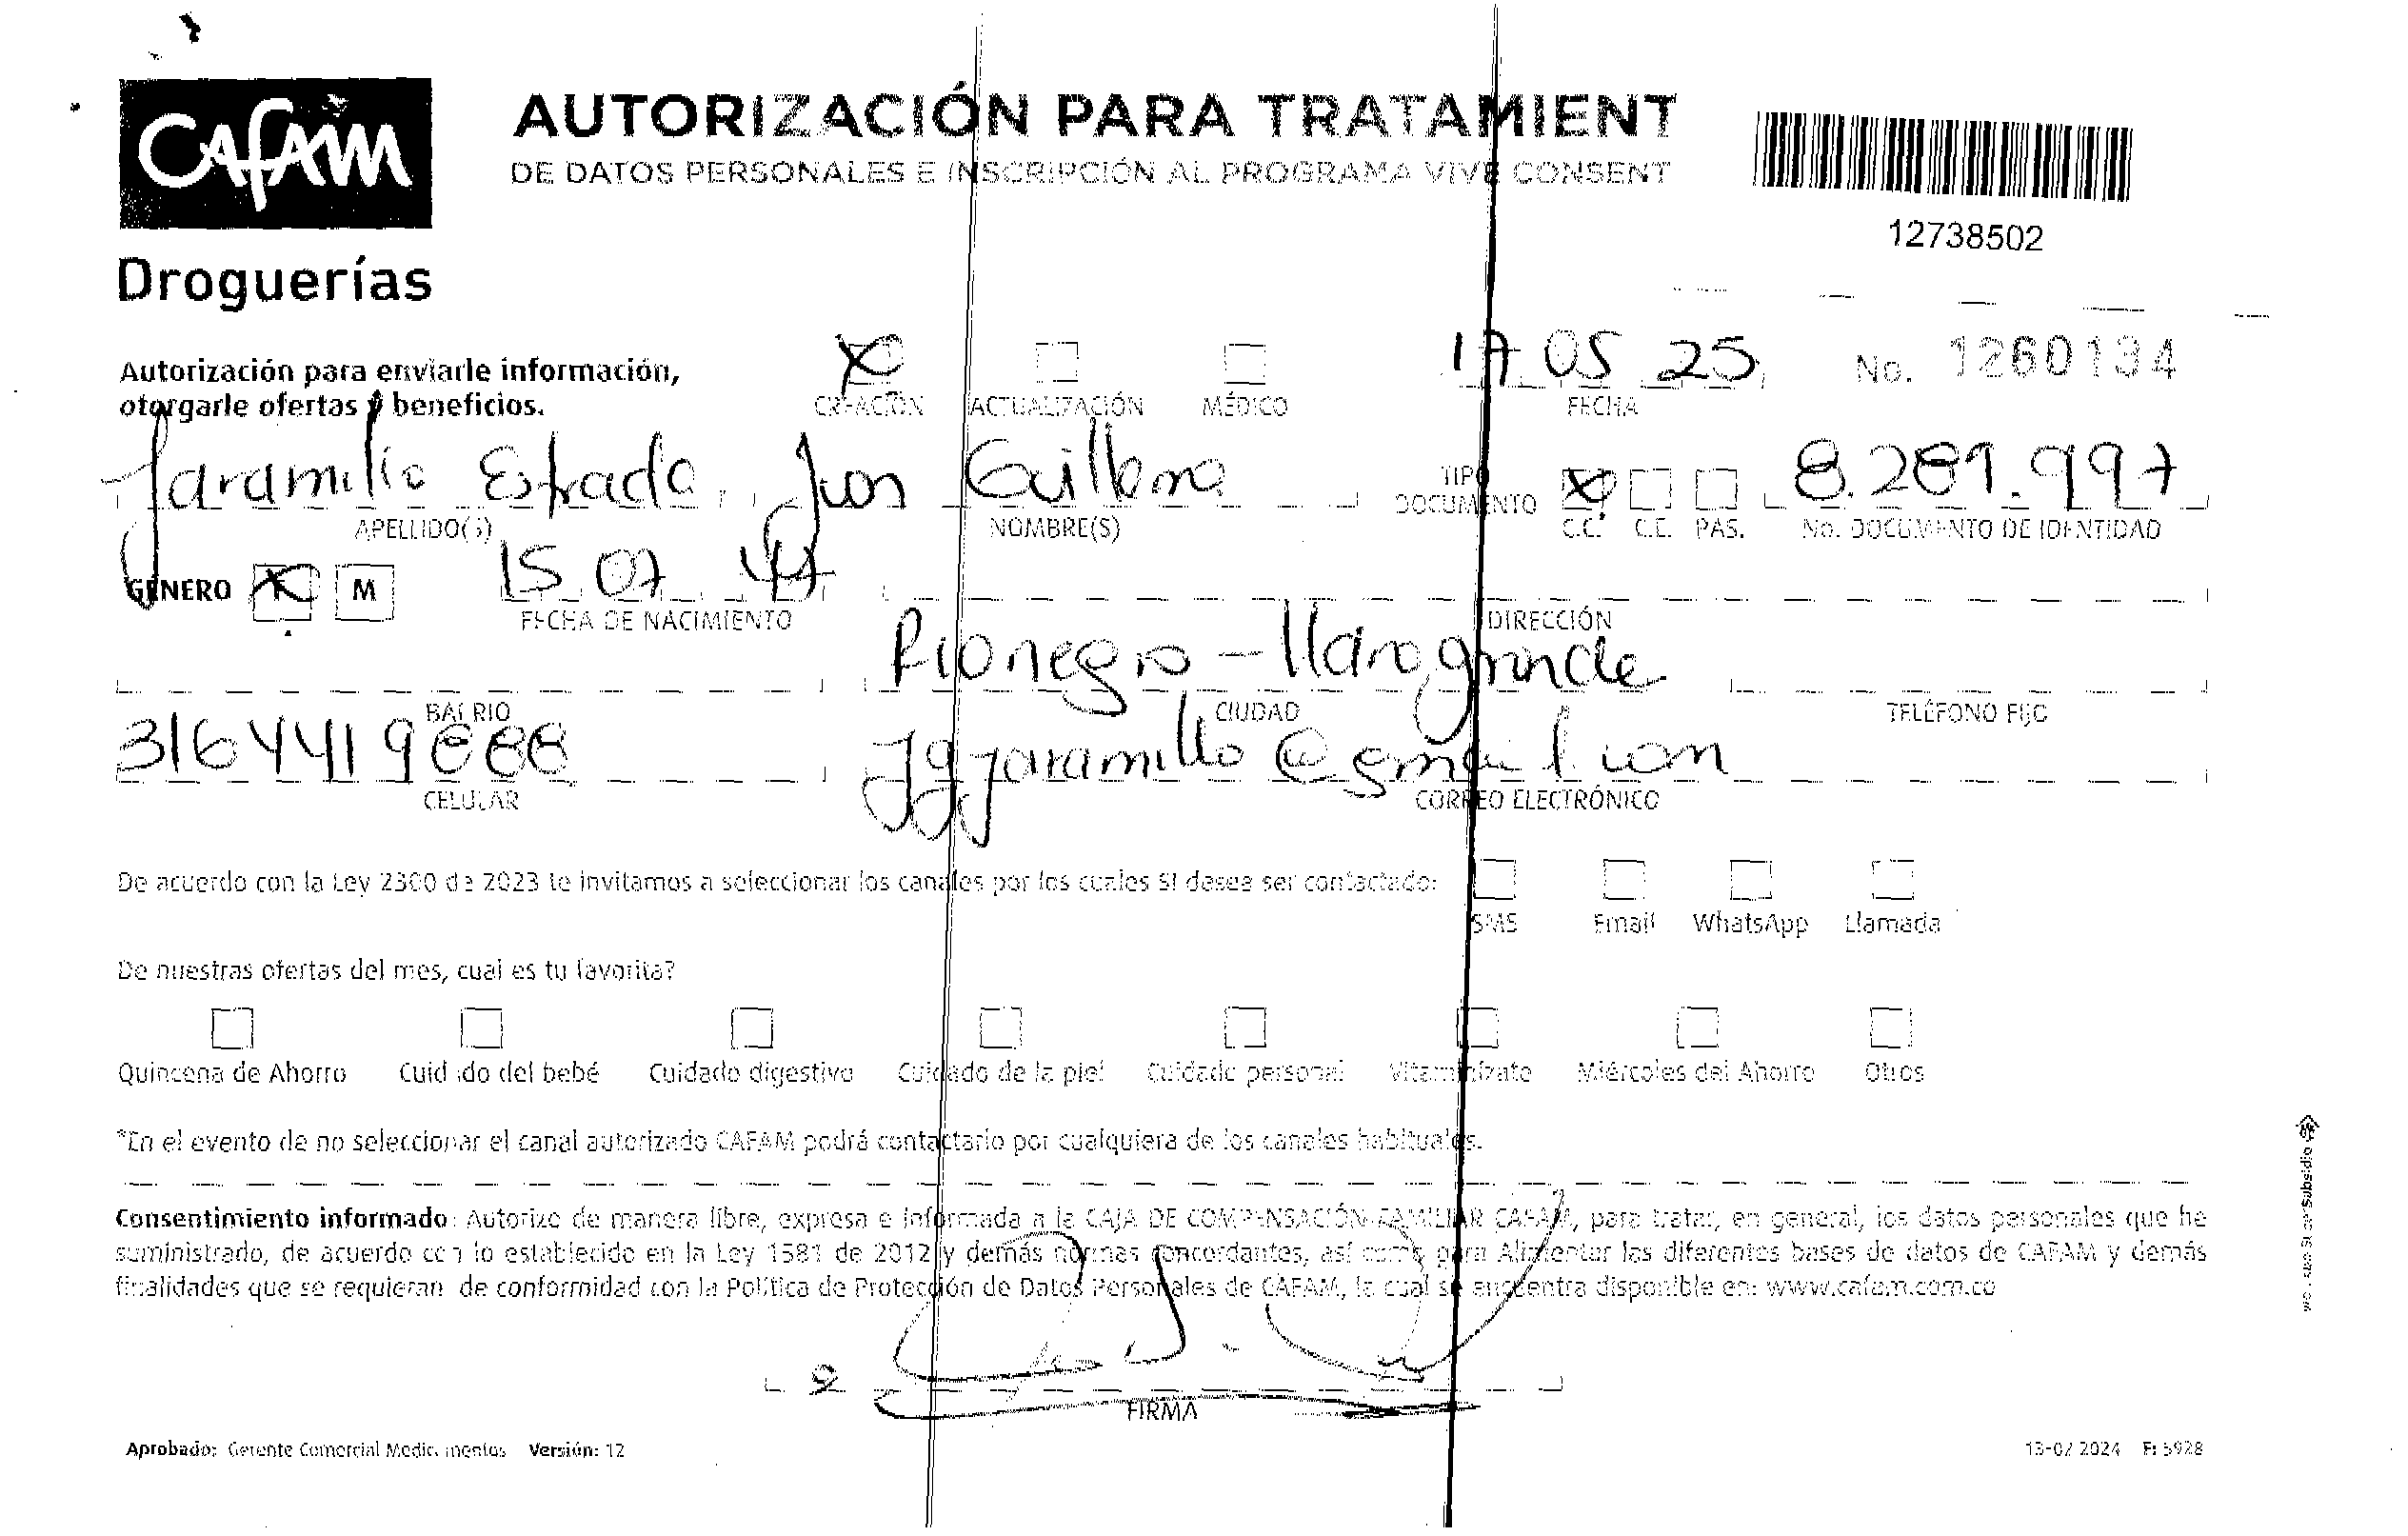 CAFAM
Droguerías
AUTORIZACIÓN PARA TRATAMIENT
DE DATOS PERSONALES E INSCRIPCIÓN AL PROGRAMA VIVE CONSENT
12738502
Autorización para enviarle información,
otorgarle ofertas y beneficios.
X CREACIÓN ACTUALIZACIÓN MÉDICO
17 05 25
FECHA
No. 1260134
Jaramillo Estrada Juan Guillermo
APELLIDO(S) NOMBRE(S)
TIPO DOCUMENTO X C.C. C.E. PAS.
8.289.997
No. DOCUMENTO DE IDENTIDAD
GÉNERO X M
15 07 47
FECHA DE NACIMIENTO
DIRECCIÓN
Rionegro - llanogrande
BARRIO CIUDAD TELÉFONO FIJO
3164419888 Jgjaramillo@gmail.com
CELULAR CORREO ELECTRÓNICO
De acuerdo con la Ley 2300 de 2023 te invitamos a seleccionar los canales por los cuales SI desea ser contactado:
SMS Email WhatsApp Llamada
De nuestras ofertas del mes, cual es tu favorita?
Quincena de Ahorro Cuidado del bebé Cuidado digestivo Cuidado de la piel Cuidado personal Vitamínizate Miércoles del Ahorro Otros
*En el evento de no seleccionar el canal autorizado CAFAM podrá contactarlo por cualquiera de los canales habituales.
Consentimiento informado: Autorizo de manera libre, expresa e informada a la CAJA DE COMPENSACIÓN FAMILIAR CAFAM, para tratar, en general, los datos personales que he
suministrado, de acuerdo con lo establecido en la Ley 1581 de 2012 y demás normas concordantes, así como para Alimentar las diferentes bases de datos de CAFAM y demás
finalidades que se requieran de conformidad con la Política de Protección de Datos Personales de CAFAM, la cual se encuentra disponible en: www.cafam.com.co
FIRMA
Aprobado: Gerente Comercial Medicamentos Versión: 12
13-02 2024 F: 5928